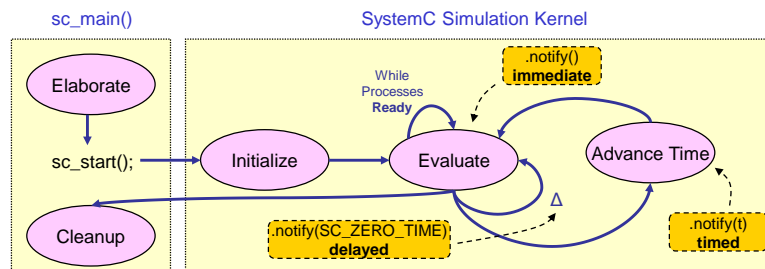 sc_main()
SystemC Simulation Kernel
Elaborate
sc_start();
Cleanup
Initialize
While
Processes
Ready
Evaluate
.notify()
immediate
Advance Time
Δ
.notify(SC_ZERO_TIME)
delayed
.notify(t)
timed